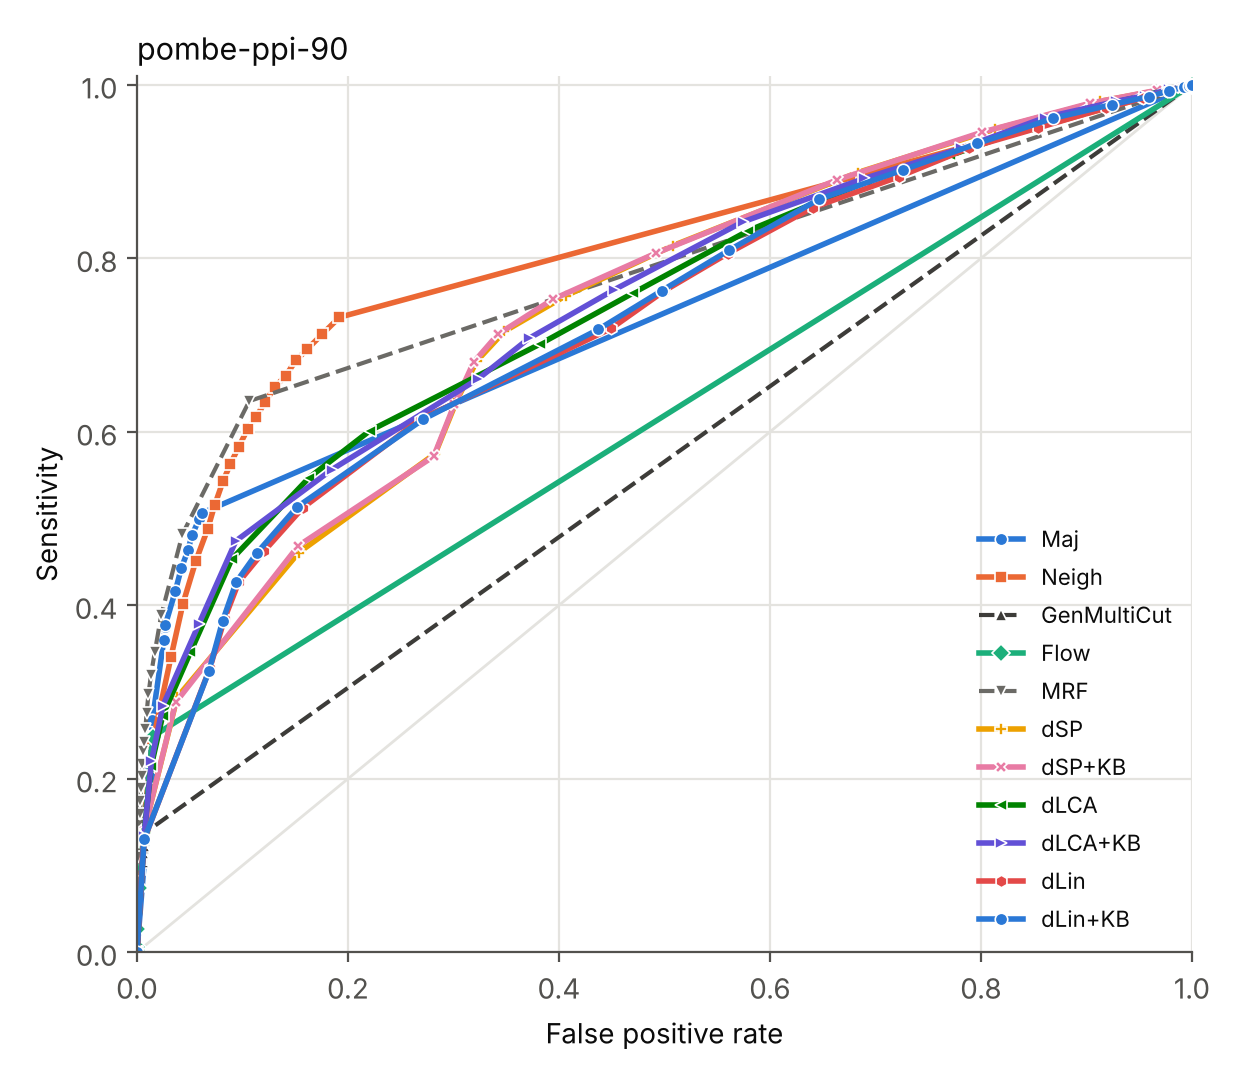 pombe-ppi-90
1.0
0.8
0.6
0.4
0.2
0.0
Sensitivity
Maj
Neigh
GenMultiCut
Flow
MRF
dSP
dSP+KB
dLCA
dLCA+KB
dLin
dLin+KB
0.0 0.2 0.4 0.6 0.8 1.0
False positive rate